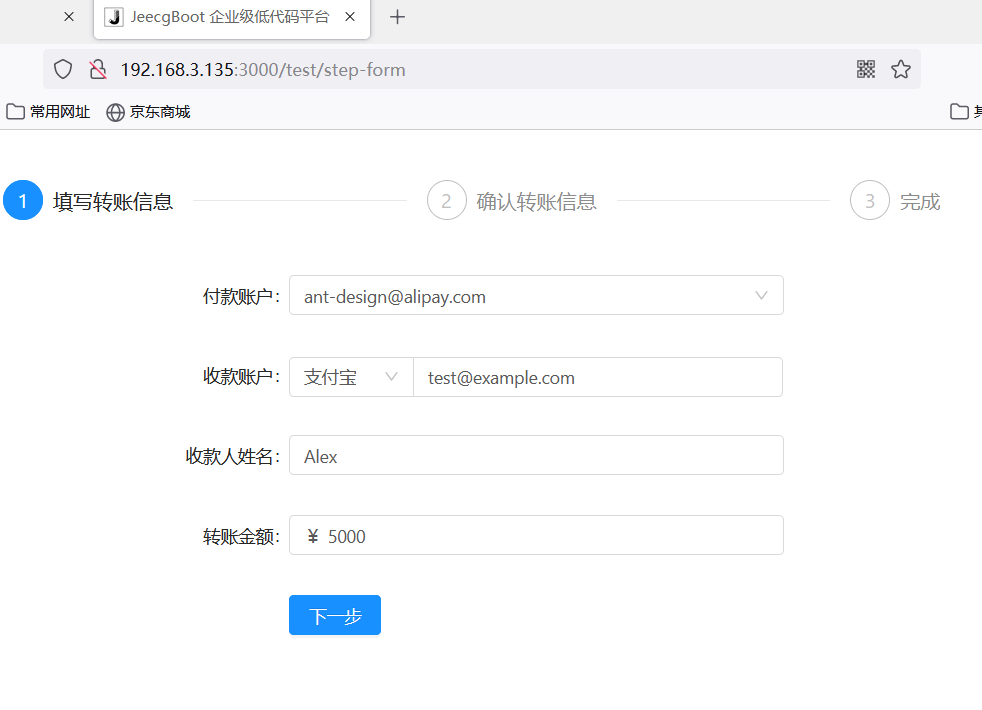 JeecgBoot 企业级低代码平台
192.168.3.135:3000/test/step-form
常用网址 京东商城
1 填写转账信息 2 确认转账信息 3 完成
付款账户: ant-design@alipay.com
收款账户: 支付宝 test@example.com
收款人姓名: Alex
转账金额: ¥ 5000
下一步